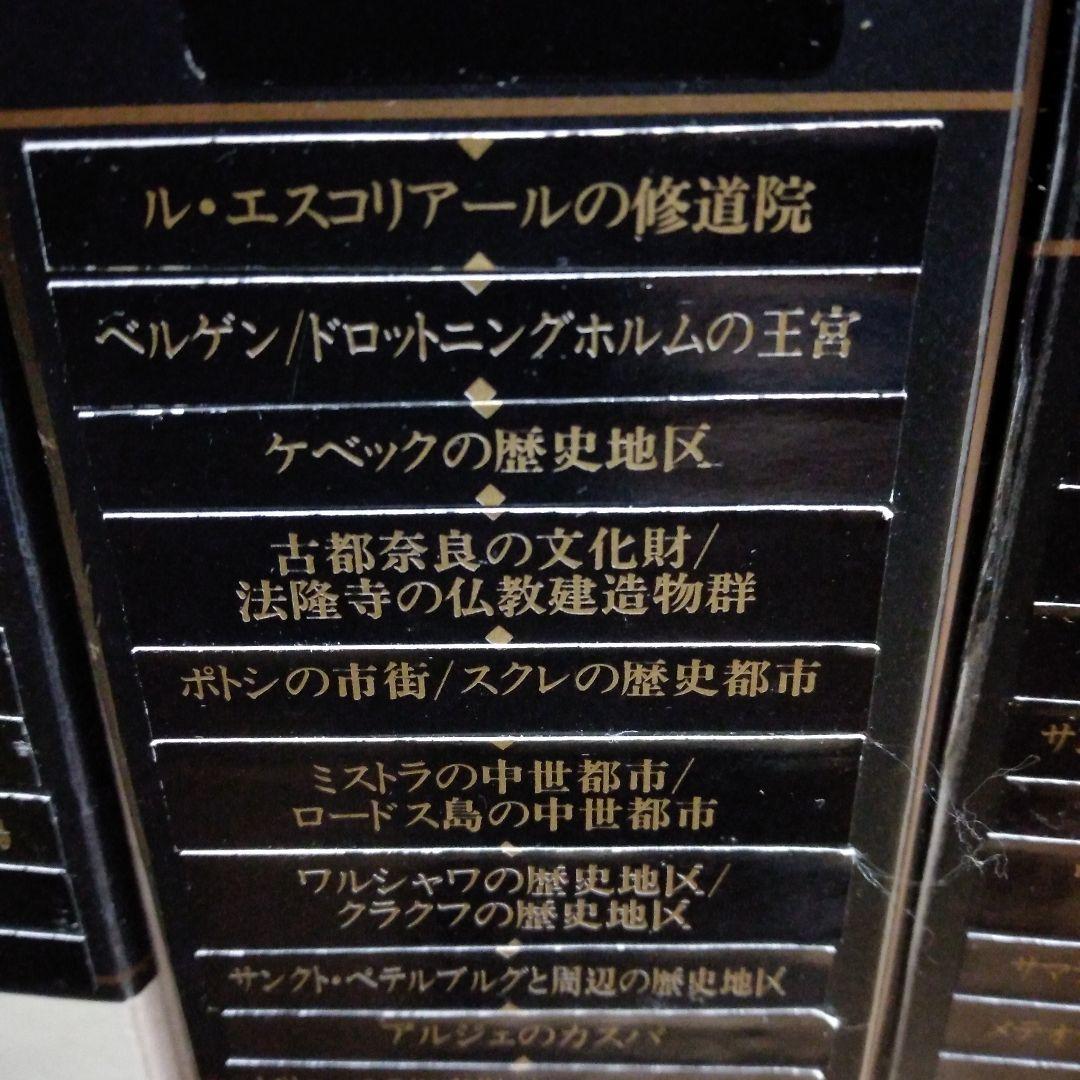 ル・エスコリアールの修道院
ベルゲン/ドロットニングホルムの王宮
ケベックの歴史地区
古都奈良の文化財/
法隆寺の仏教建造物群
ポトシの市街/スクレの歴史都市
ミストラの中世都市/
ロードス島の中世都市
ワルシャワの歴史地区/
クラクフの歴史地区
サンクト・ペテルブルグと周辺の歴史地区
アルジェのカスバ
サマ
メテオ